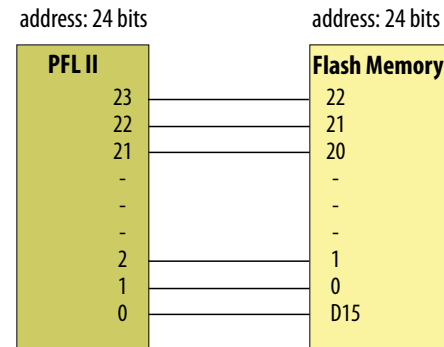 address: 24 bits address: 24 bits
PFL II Flash Memory
23 22
22 21
21 20
- -
- -
- -
2 1
1 0
0 D15